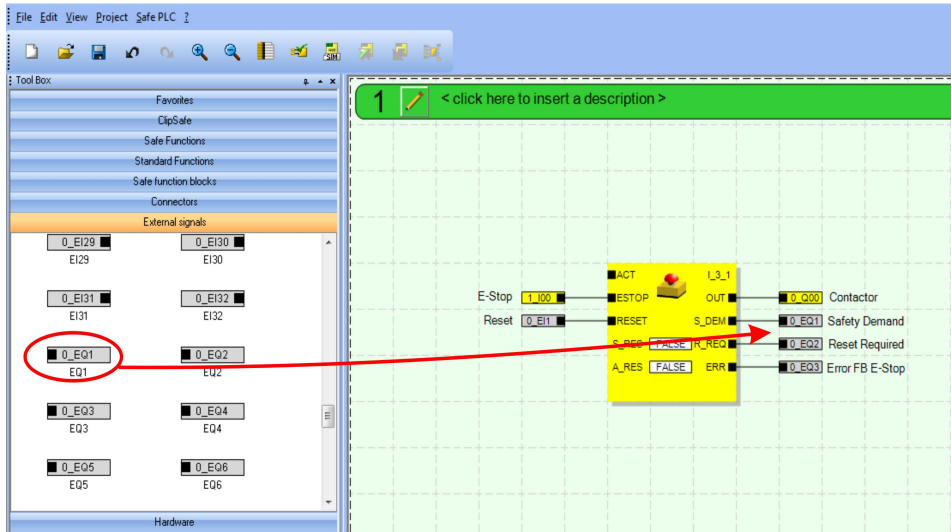 File Edit View Project Safe PLC ?
SIM
Tool Box
Favorites
ClipSafe
Safe Functions
Standard Functions
Safe function blocks
Connectors
External signals
0_EI29 0_EI30
EI29 EI30
0_EI31 0_EI32
EI31 EI32
0_EQ1 0_EQ2
EQ1 EQ2
0_EQ3 0_EQ4
EQ3 EQ4
0_EQ5 0_EQ6
EQ5 EQ6
Hardware
1 < click here to insert a description >
ACT I_3_1
E-Stop 1_I00 ESTOP OUT 0_Q00 Contactor
Reset 0_EI1 RESET S_DEM 0_EQ1 Safety Demand
S_RES FALSE R_REQ 0_EQ2 Reset Required
A_RES FALSE ERR 0_EQ3 Error FB E-Stop